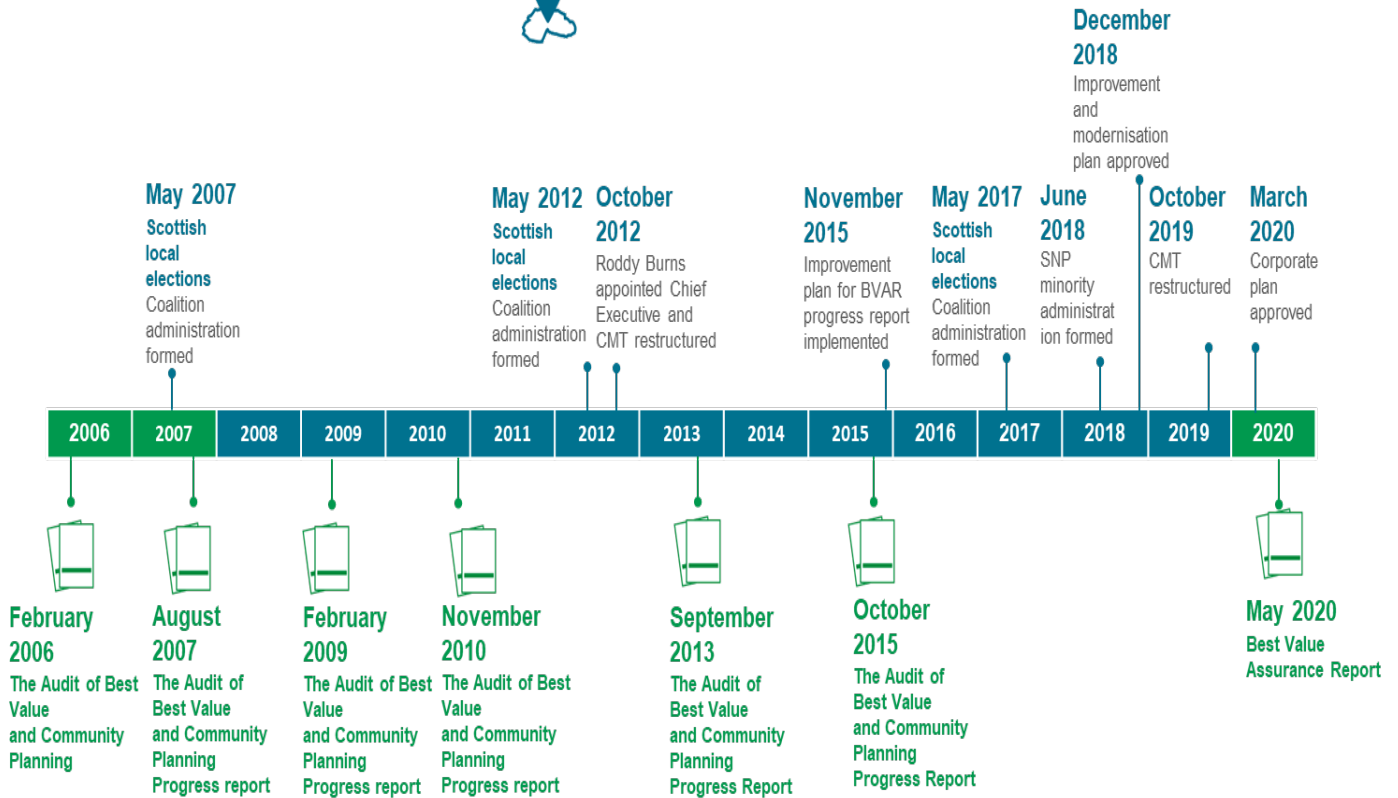 December
2018
Improvement
and
modernisation
plan approved
May 2007
Scottish
local
elections
Coalition
administration
formed
May 2012
Scottish
local
elections
Coalition
administration
formed
October
2012
Roddy Burns
appointed Chief
Executive and
CMT restructured
November
2015
Improvement
plan for BVAR
progress report
implemented
May 2017
Scottish
local
elections
Coalition
administration
formed
June
2018
SNP
minority
administrat
ion formed
October
2019
CMT
restructured
March
2020
Corporate
plan
approved
2006 2007 2008 2009 2010 2011 2012 2013 2014 2015 2016 2017 2018 2019 2020
February
2006
The Audit of Best
Value
and Community
Planning
August
2007
The Audit of
Best Value
and Community
Planning
Progress report
February
2009
The Audit of Best
Value
and Community
Planning
Progress report
November
2010
The Audit of Best
Value
and Community
Planning
Progress report
September
2013
The Audit of
Best Value
and Community
Planning
Progress Report
October
2015
The Audit of
Best Value
and Community
Planning
Progress Report
May 2020
Best Value
Assurance Report